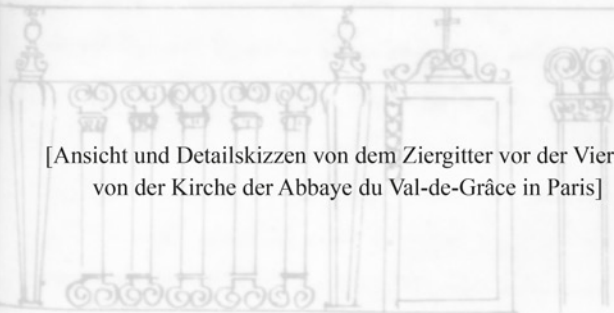 [Ansicht und Detailskizzen von dem Ziergitter vor der Vier
von der Kirche der Abbaye du Val-de-Grâce in Paris]